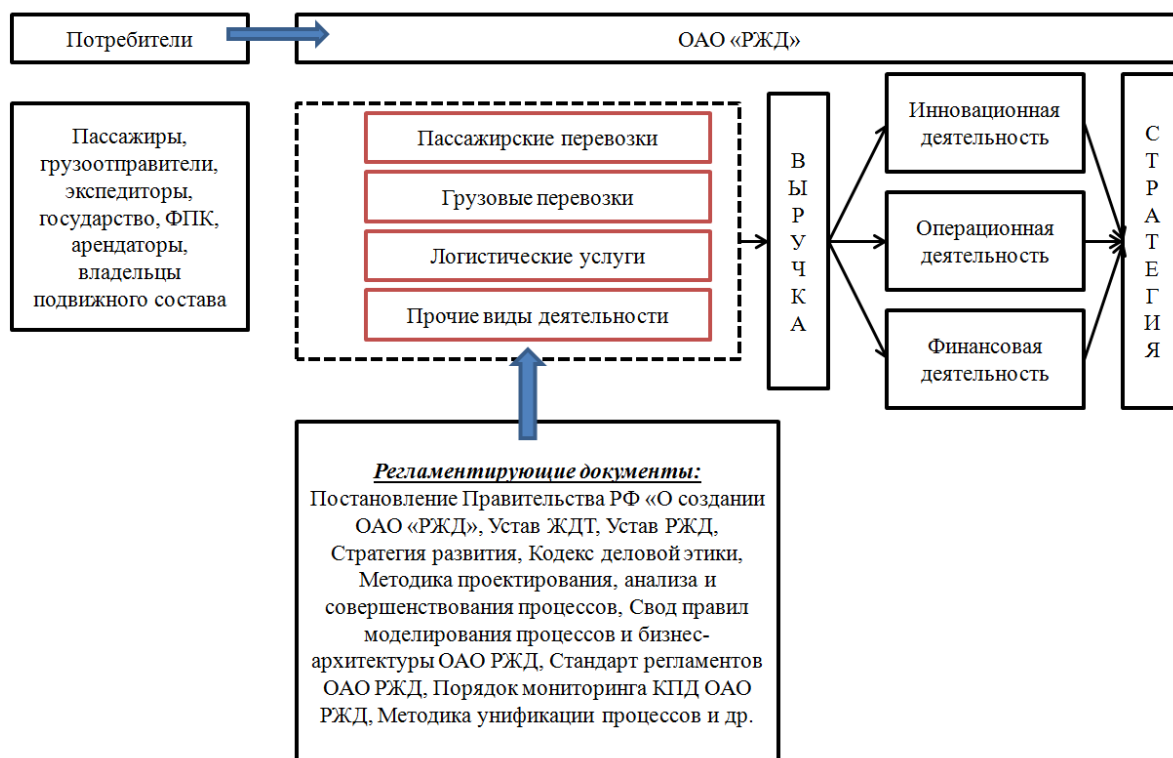 Потребители
ОАО «РЖД»
Пассажиры,
грузоотправители,
экспедиторы,
государство, ФПК,
арендаторы,
владельцы
подвижного состава
Пассажирские перевозки
Грузовые перевозки
Логистические услуги
Прочие виды деятельности
В
Ы
Р
У
Ч
К
А
Инновационная
деятельность
Операционная
деятельность
Финансовая
деятельность
С
Т
Р
А
Т
Е
Г
И
Я
Регламентирующие документы:
Постановление Правительства РФ «О создании
ОАО «РЖД», Устав ЖДТ, Устав РЖД,
Стратегия развития, Кодекс деловой этики,
Методика проектирования, анализа и
совершенствования процессов, Свод правил
моделирования процессов и бизнес-
архитектуры ОАО РЖД, Стандарт регламентов
ОАО РЖД, Порядок мониторинга КПД ОАО
РЖД, Методика унификации процессов и др.